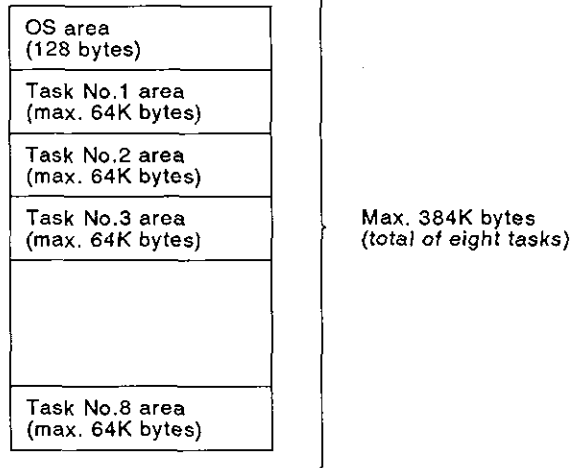 OS area
(128 bytes)
Task No.1 area
(max. 64K bytes)
Task No.2 area
(max. 64K bytes)
Task No.3 area
(max. 64K bytes)
Max. 384K bytes
(total of eight tasks)
Task No.8 area
(max. 64K bytes)